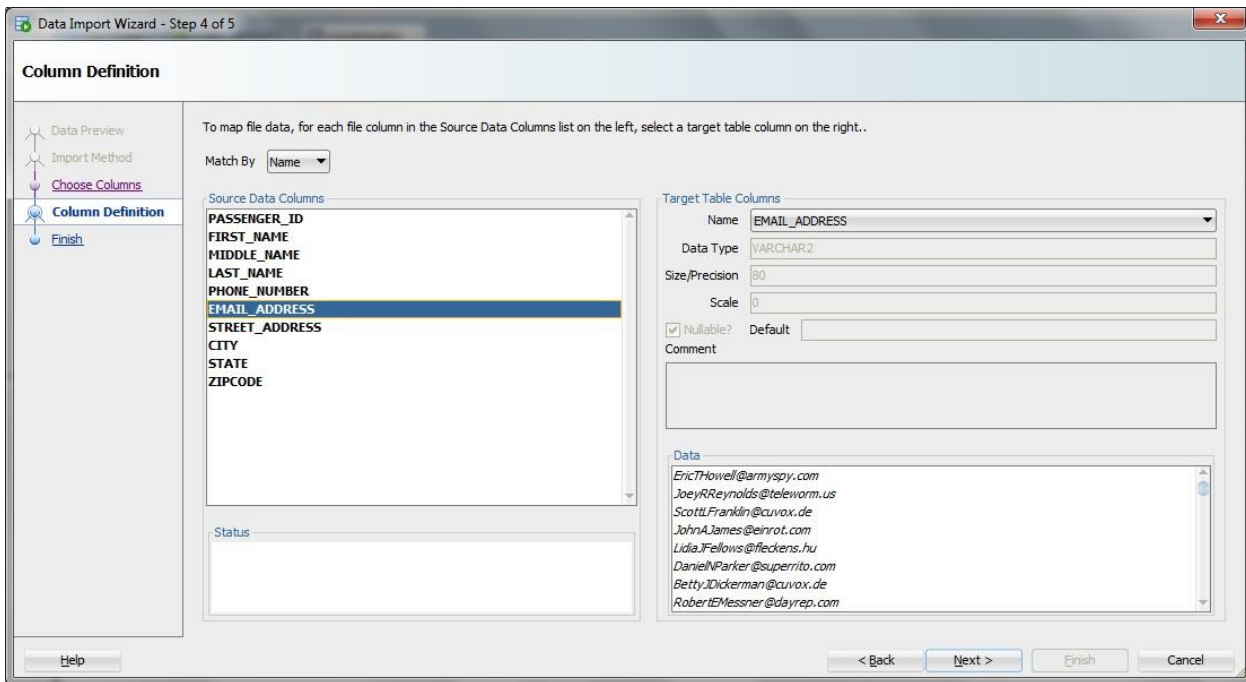 Data Import Wizard - Step 4 of 5
Column Definition
Data Preview
Import Method
Choose Columns
Column Definition
Finish
To map file data, for each file column in the Source Data Columns list on the left, select a target table column on the right..
Match By Name
Source Data Columns
PASSENGER_ID
FIRST_NAME
MIDDLE_NAME
LAST_NAME
PHONE_NUMBER
EMAIL_ADDRESS
STREET_ADDRESS
CITY
STATE
ZIPCODE
Status
Target Table Columns
Name EMAIL_ADDRESS
Data Type VARCHAR2
Size/Precision 80
Scale 0
Nullable? Default
Comment
Data
EricTHowell@armyspy.com
JoeyRReynolds@teleworm.us
ScottLFranklin@cuvox.de
JohnAJames@einrot.com
LidiaJFellows@fleckens.hu
DanielNParker@superrito.com
BettyJDickerman@cuvox.de
RobertEMessner@dayrep.com
Help < Back Next > Finish Cancel